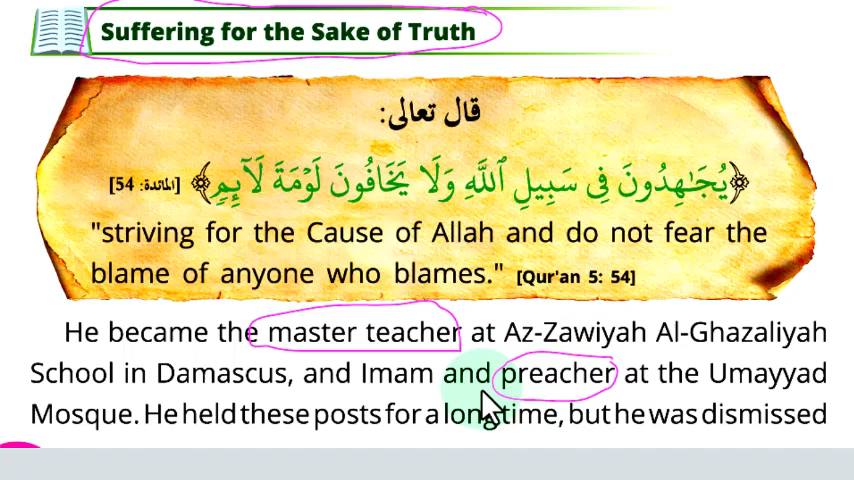 Suffering for the Sake of Truth
قال تعالى:
﴿يُجَـٰهِدُونَ فِى سَبِيلِ ٱللَّهِ وَلَا يَخَافُونَ لَوْمَةَ لَآئِمٍ﴾ [المائدة: 54]
"striving for the Cause of Allah and do not fear the
blame of anyone who blames." [Qur'an 5: 54]
He became the master teacher at Az-Zawiyah Al-Ghazaliyah
School in Damascus, and Imam and preacher at the Umayyad
Mosque. He held these posts for a long time, but he was dismissed